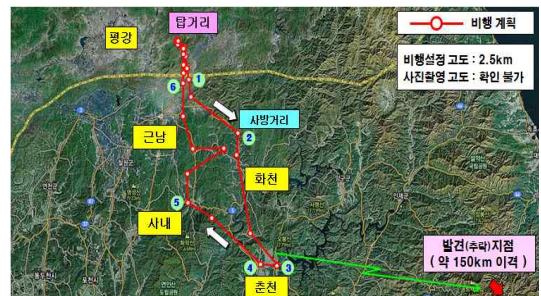 탑거리
평강
비행 계획
비행설정 고도 : 2.5km
사진촬영 고도 : 확인 불가
1
6
사방거리
2
근남
화천
5
사내
발견(추락)지점
( 약 150km 이격 )
4
3
춘천